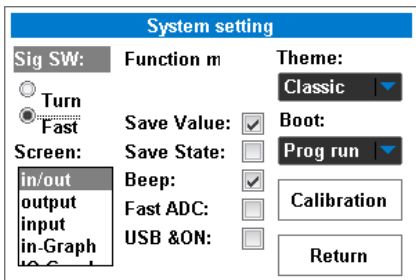 System setting
Sig SW:
Turn
Fast
Screen:
in/out
output
input
in-Graph
Function m
Save Value:
Save State:
Beep:
Fast ADC:
USB &ON:
Theme:
Classic
Boot:
Prog run
Calibration
Return